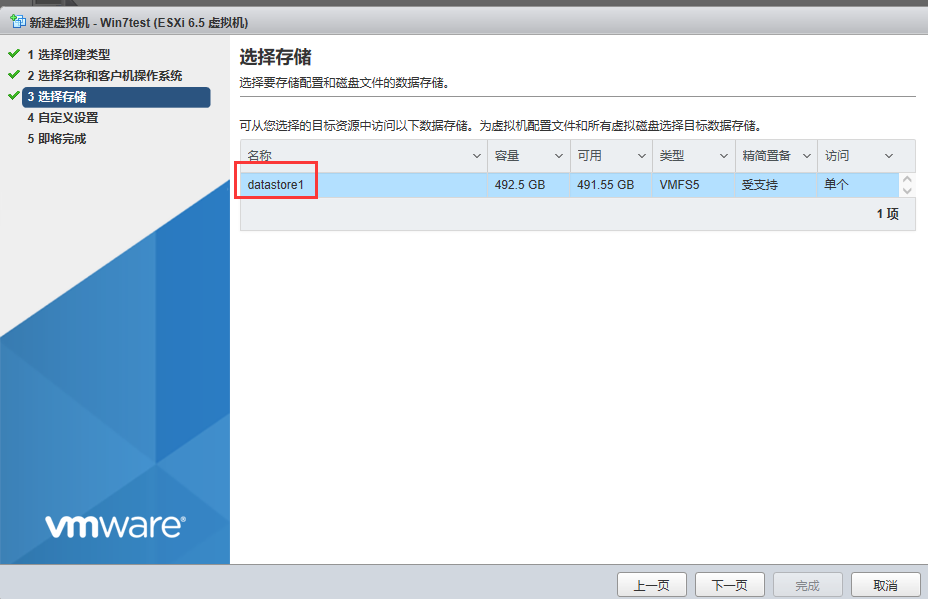 新建虚拟机 - Win7test (ESXi 6.5 虚拟机)
1 选择创建类型
2 选择名称和客户机操作系统
3 选择存储
4 自定义设置
5 即将完成
选择存储
选择要存储配置和磁盘文件的数据存储。
可从您选择的目标资源中访问以下数据存储。为虚拟机配置文件和所有虚拟磁盘选择目标数据存储。
名称 容量 可用 类型 精简置备 访问
datastore1 492.5 GB 491.55 GB VMFS5 受支持 单个
1 项
vmware®
上一页 下一页 完成 取消